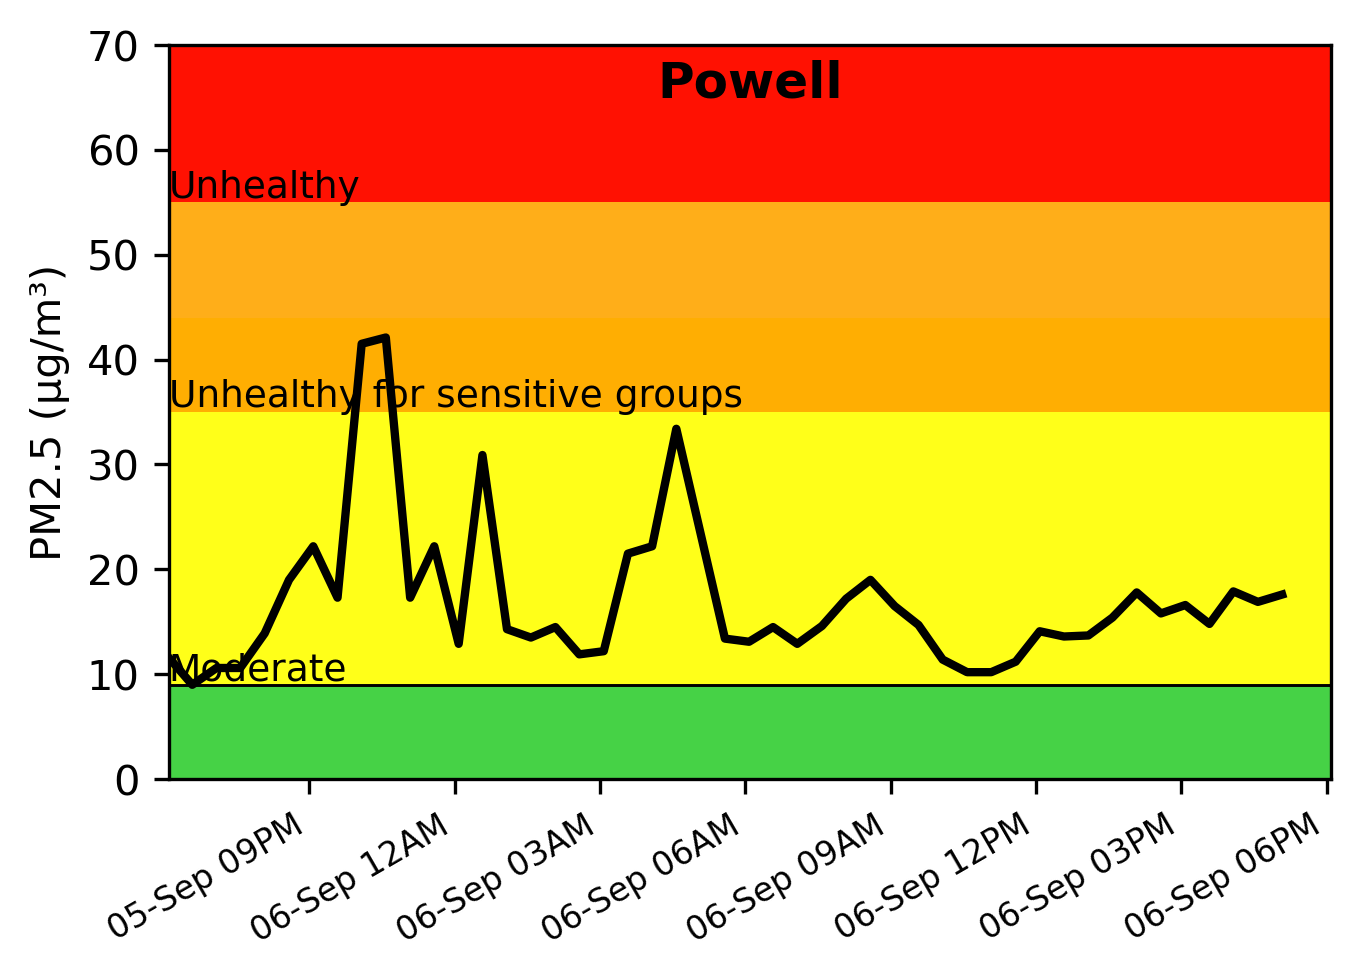 Powell
70
60
50
40
30
20
10
0
PM2.5 (µg/m³)
Unhealthy
Unhealthy for sensitive groups
Moderate
05-Sep 09PM
06-Sep 12AM
06-Sep 03AM
06-Sep 06AM
06-Sep 09AM
06-Sep 12PM
06-Sep 03PM
06-Sep 06PM